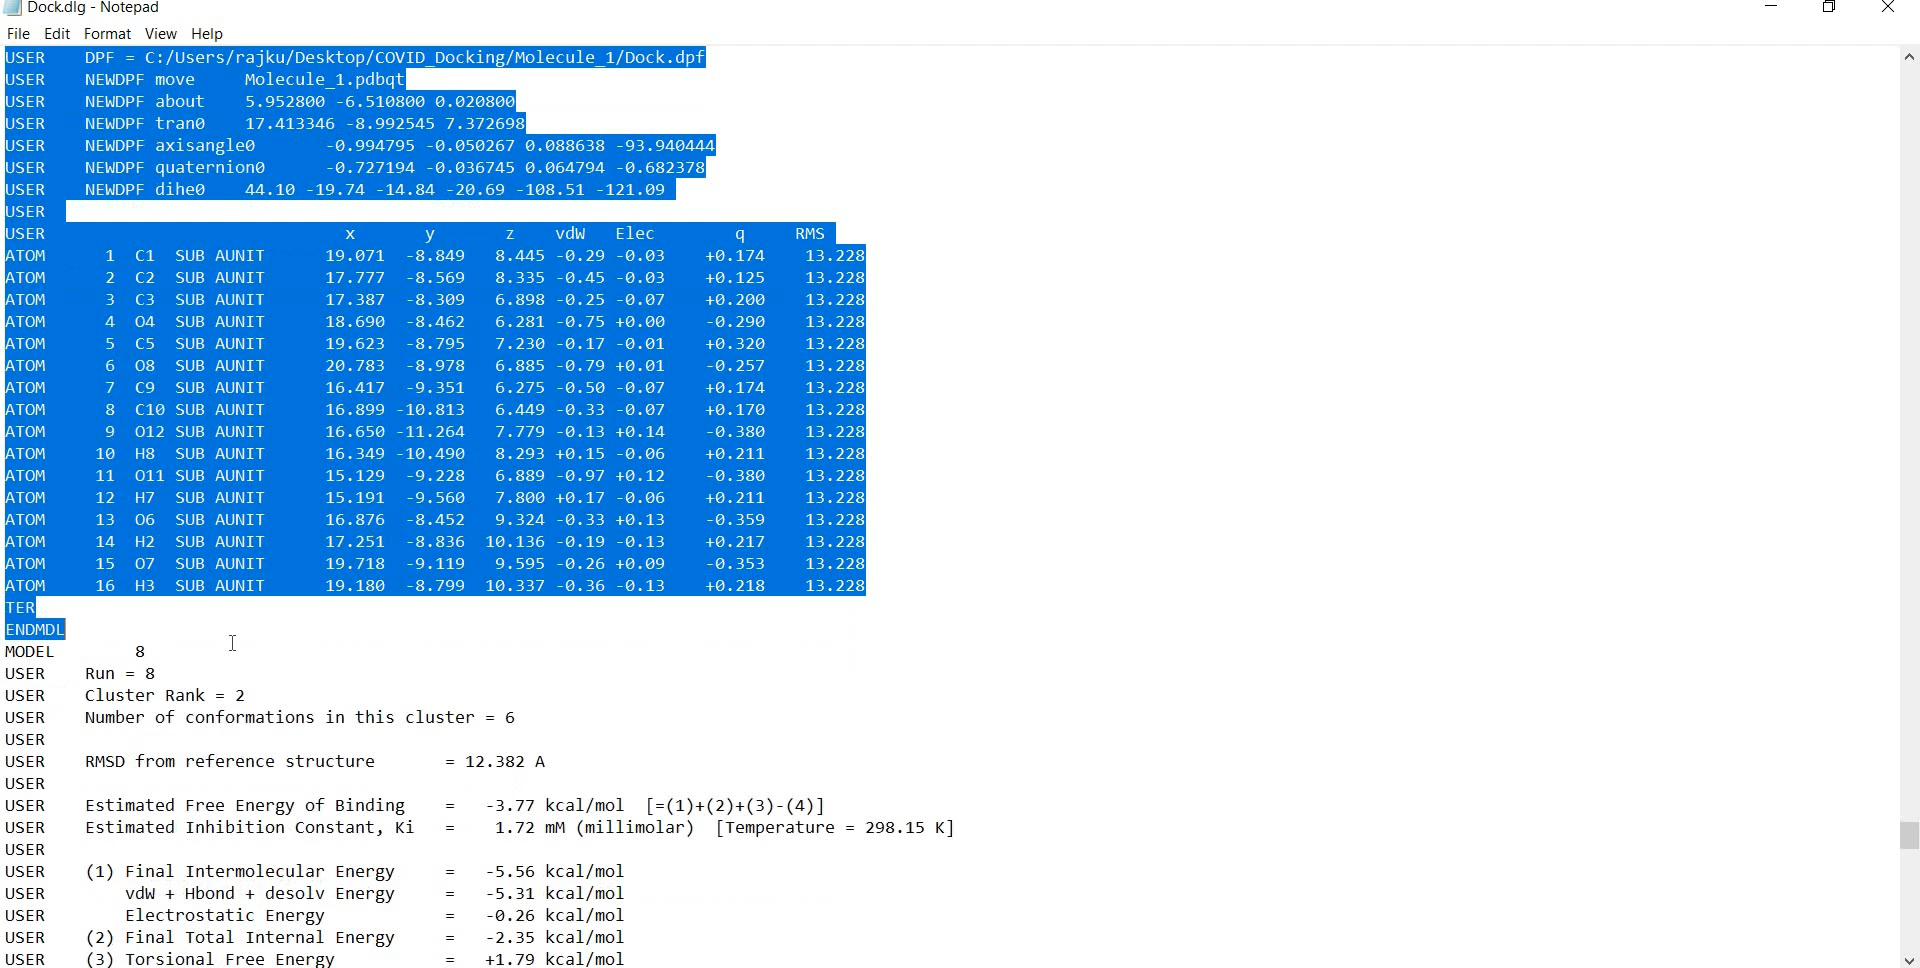 Dock.dlg - Notepad
File Edit Format View Help
USER    DPF = C:/Users/rajku/Desktop/COVID_Docking/Molecule_1/Dock.dpf
USER    NEWDPF move     Molecule_1.pdbqt
USER    NEWDPF about    5.952800 -6.510800 0.020800
USER    NEWDPF tran0    17.413346 -8.992545 7.372698
USER    NEWDPF axisangle0       -0.994795 -0.050267 0.088638 -93.940444
USER    NEWDPF quaternion0      -0.727194 -0.036745 0.064794 -0.682378
USER    NEWDPF dihe0    44.10 -19.74 -14.84 -20.69 -108.51 -121.09
USER
USER                              x       y       z    vdW   Elec        q     RMS
ATOM      1  C1  SUB AUNIT      19.071  -8.849   8.445 -0.29 -0.03    +0.174    13.228
ATOM      2  C2  SUB AUNIT      17.777  -8.569   8.335 -0.45 -0.03    +0.125    13.228
ATOM      3  C3  SUB AUNIT      17.387  -8.309   6.898 -0.25 -0.07    +0.200    13.228
ATOM      4  O4  SUB AUNIT      18.690  -8.462   6.281 -0.75 +0.00    -0.290    13.228
ATOM      5  C5  SUB AUNIT      19.623  -8.795   7.230 -0.17 -0.01    +0.320    13.228
ATOM      6  O8  SUB AUNIT      20.783  -8.978   6.885 -0.79 +0.01    -0.257    13.228
ATOM      7  C9  SUB AUNIT      16.417  -9.351   6.275 -0.50 -0.07    +0.174    13.228
ATOM      8  C10 SUB AUNIT      16.899 -10.813   6.449 -0.33 -0.07    +0.170    13.228
ATOM      9  O12 SUB AUNIT      16.650 -11.264   7.779 -0.13 +0.14    -0.380    13.228
ATOM     10  H8  SUB AUNIT      16.349 -10.490   8.293 +0.15 -0.06    +0.211    13.228
ATOM     11  O11 SUB AUNIT      15.129  -9.228   6.889 -0.97 +0.12    -0.380    13.228
ATOM     12  H7  SUB AUNIT      15.191  -9.560   7.800 +0.17 -0.06    +0.211    13.228
ATOM     13  O6  SUB AUNIT      16.876  -8.452   9.324 -0.33 +0.13    -0.359    13.228
ATOM     14  H2  SUB AUNIT      17.251  -8.836  10.136 -0.19 -0.13    +0.217    13.228
ATOM     15  O7  SUB AUNIT      19.718  -9.119   9.595 -0.26 +0.09    -0.353    13.228
ATOM     16  H3  SUB AUNIT      19.180  -8.799  10.337 -0.36 -0.13    +0.218    13.228
TER
ENDMDL
MODEL        8
USER    Run = 8
USER    Cluster Rank = 2
USER    Number of conformations in this cluster = 6
USER
USER    RMSD from reference structure       = 12.382 A
USER
USER    Estimated Free Energy of Binding    =   -3.77 kcal/mol  [=(1)+(2)+(3)-(4)]
USER    Estimated Inhibition Constant, Ki   =    1.72 mM (millimolar)  [Temperature = 298.15 K]
USER
USER    (1) Final Intermolecular Energy     =   -5.56 kcal/mol
USER        vdW + Hbond + desolv Energy     =   -5.31 kcal/mol
USER        Electrostatic Energy            =   -0.26 kcal/mol
USER    (2) Final Total Internal Energy     =   -2.35 kcal/mol
USER    (3) Torsional Free Energy           =   +1.79 kcal/mol